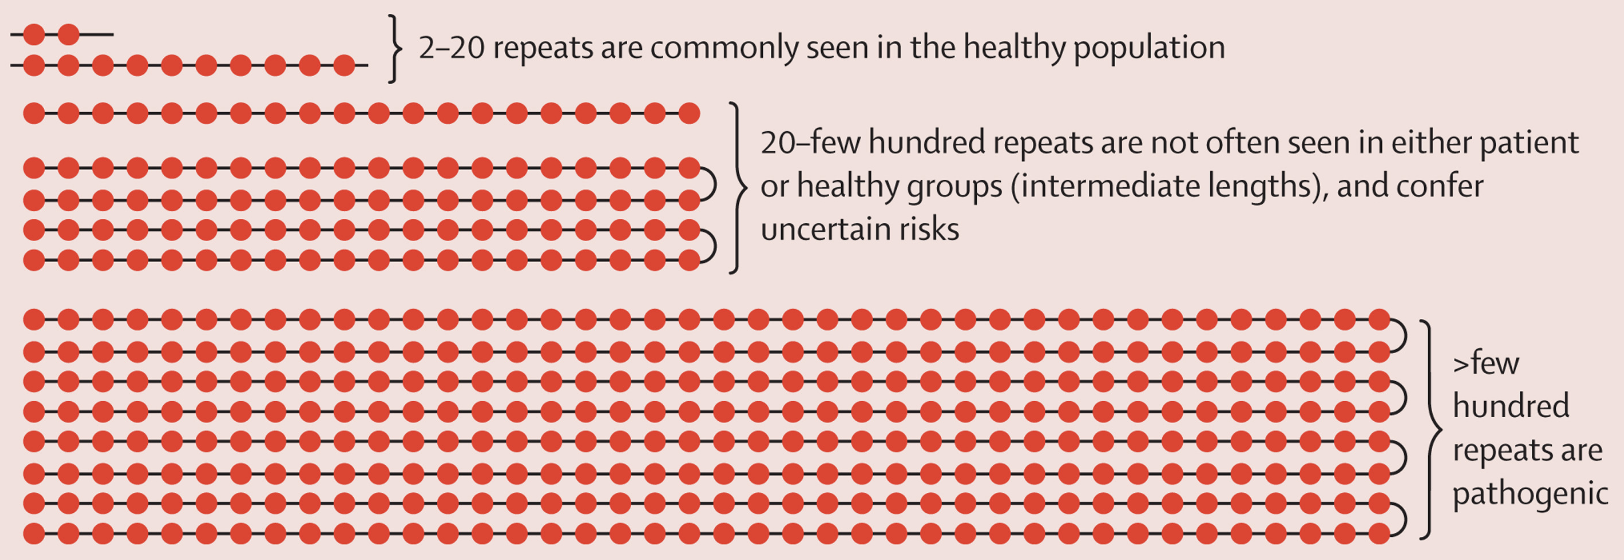 2–20 repeats are commonly seen in the healthy population
20–few hundred repeats are not often seen in either patient
or healthy groups (intermediate lengths), and confer
uncertain risks
>few
hundred
repeats are
pathogenic